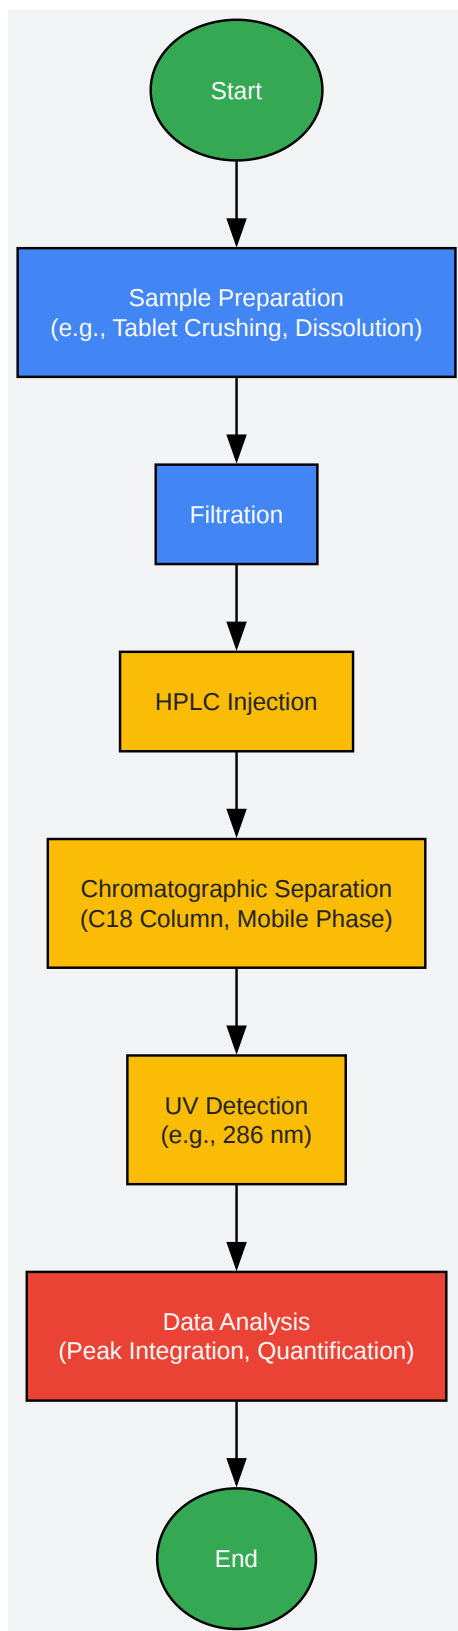 Start
Sample Preparation
(e.g., Tablet Crushing, Dissolution)
Filtration
HPLC Injection
Chromatographic Separation
(C18 Column, Mobile Phase)
UV Detection
(e.g., 286 nm)
Data Analysis
(Peak Integration, Quantification)
End